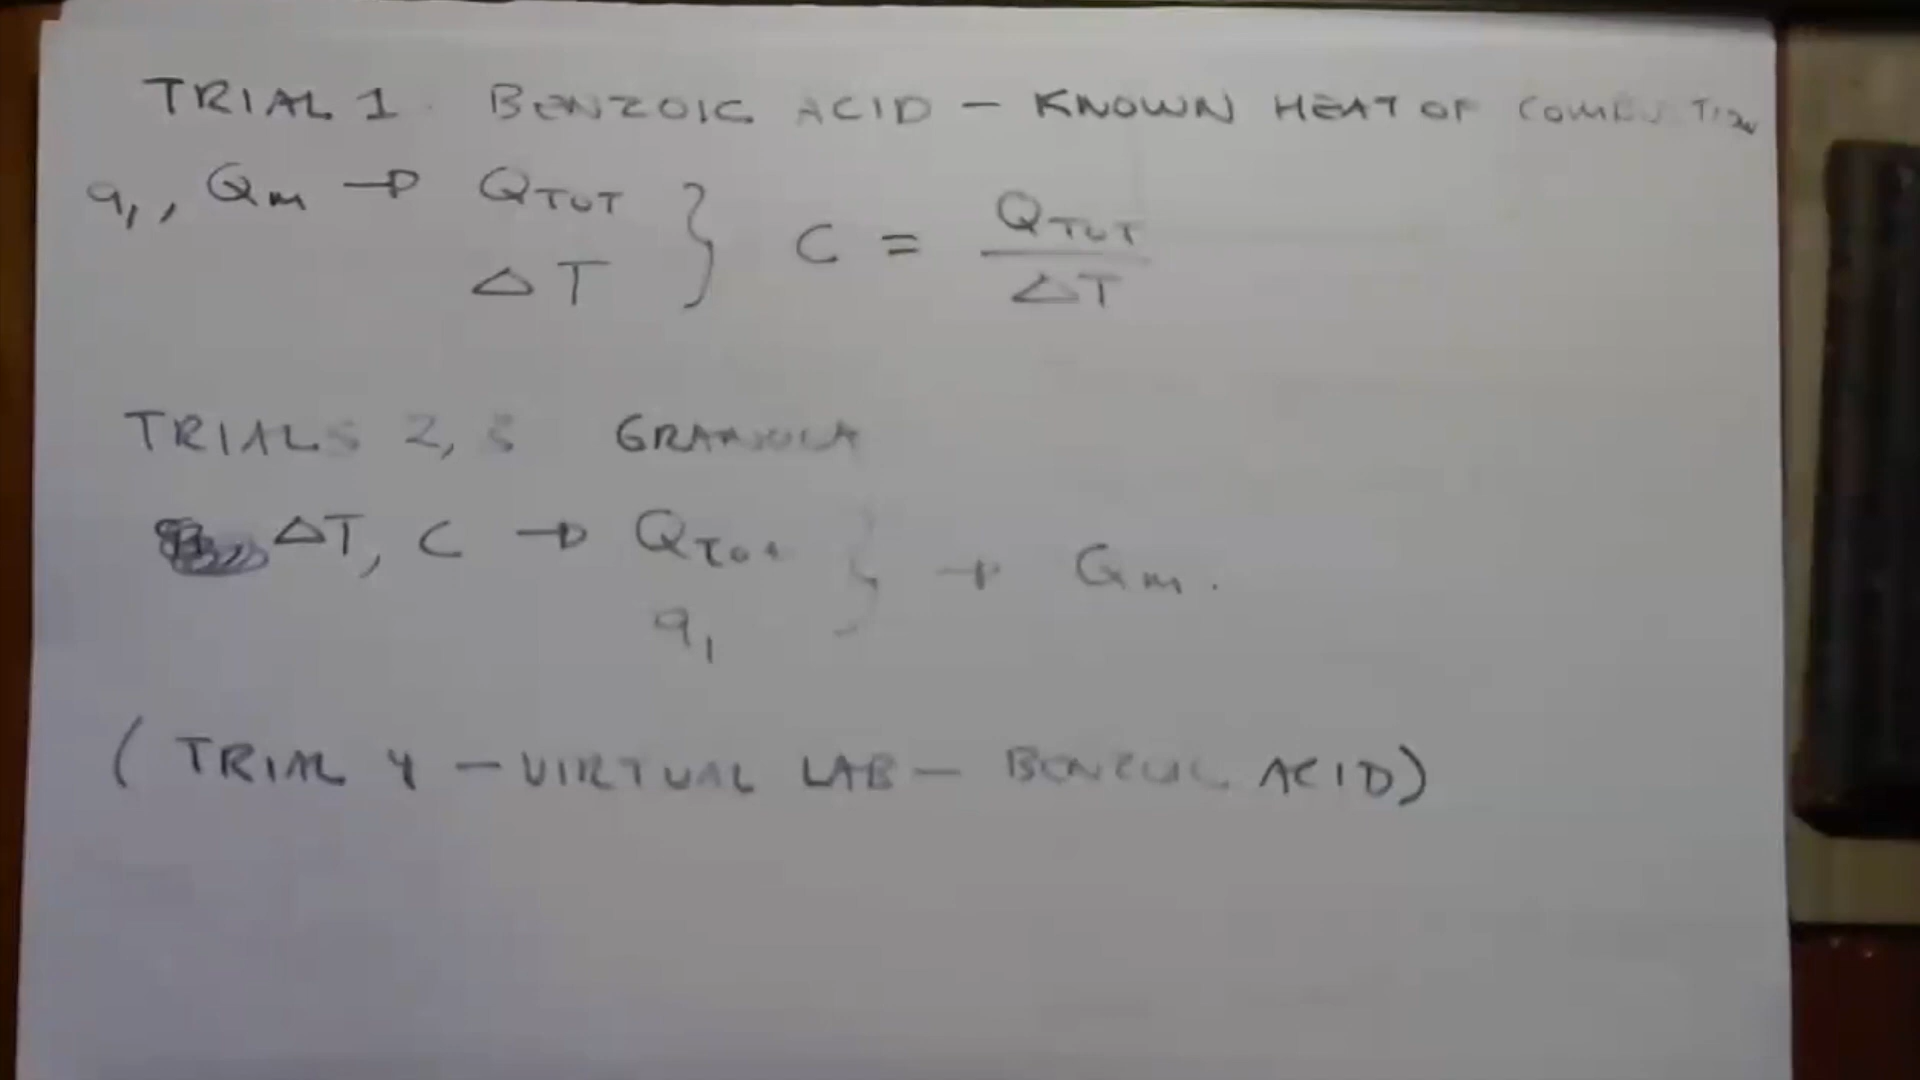 TRIAL 1. BENZOIC ACID - KNOWN HEAT OF COMBUSTION
q₁, Qm → QTOT } C = QTOT / ΔT
ΔT
TRIALS 2, 3 GRANOLA
ΔT, C → QTOT } → Qm.
q₁
(TRIAL 4 - VIRTUAL LAB - BENZOIC ACID)